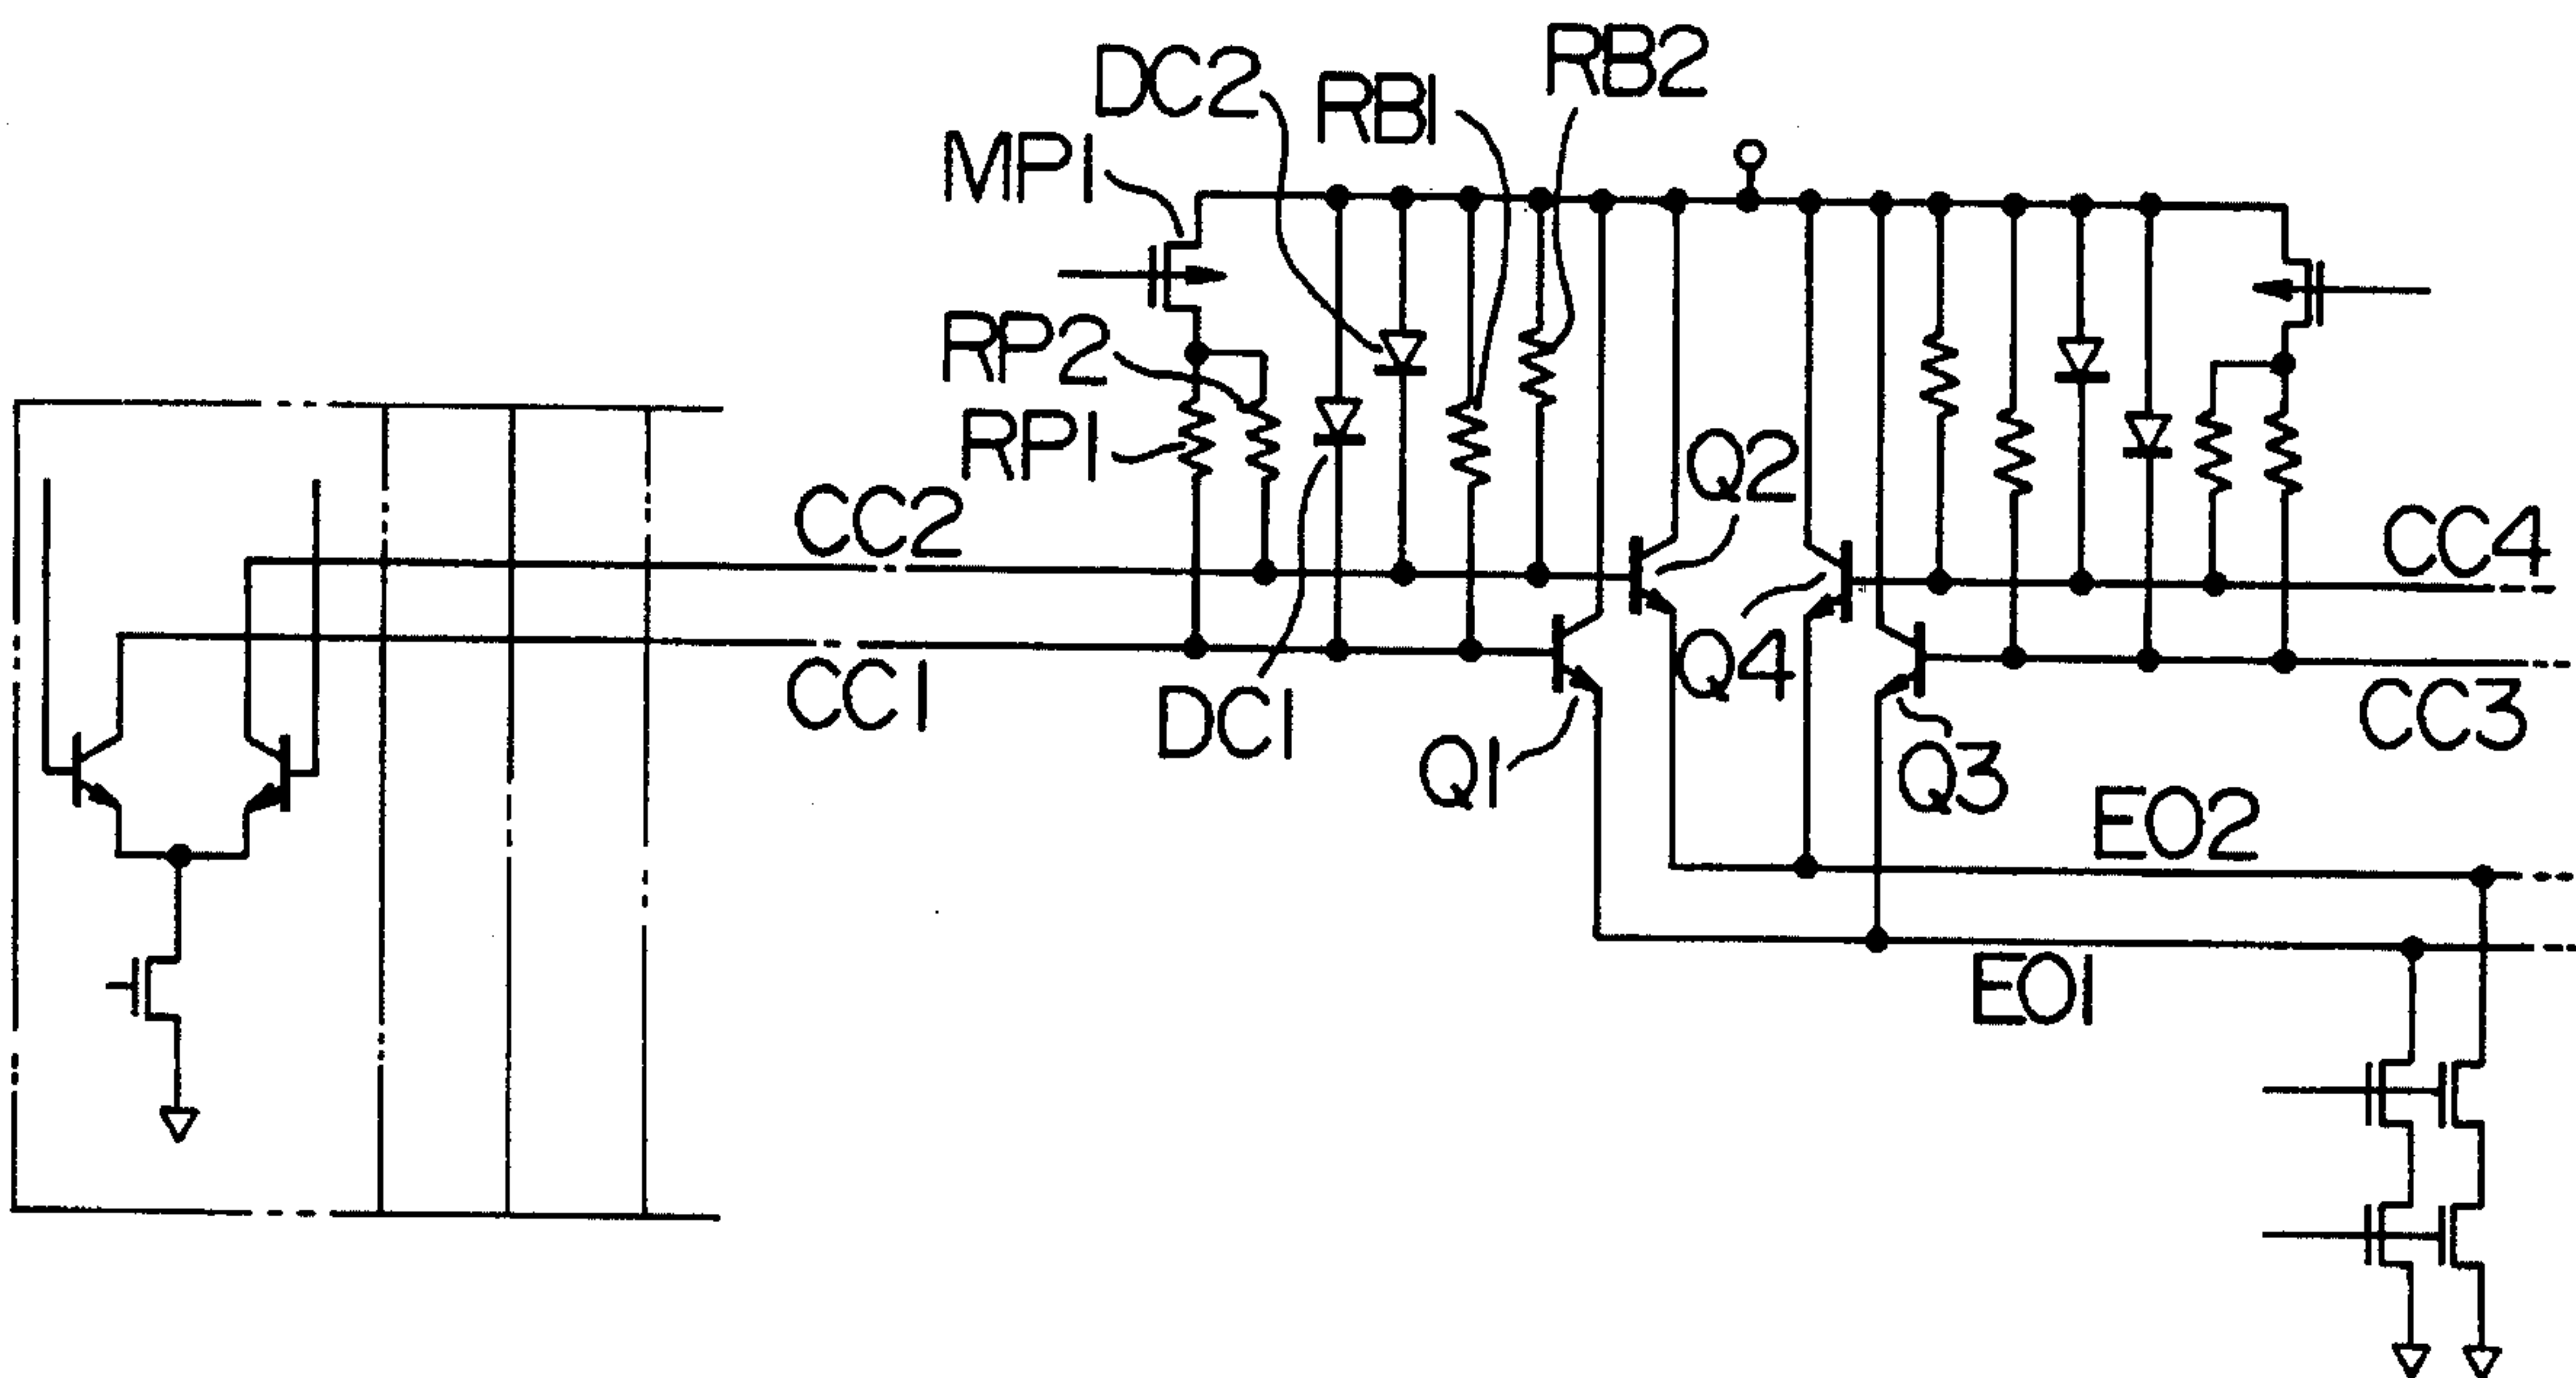 RB2
DC2
RB1
MP1
RP2
RP1
Q2
CC2
CC4
Q4
CC1
DC1
CC3
Q1
Q3
EO2
EO1